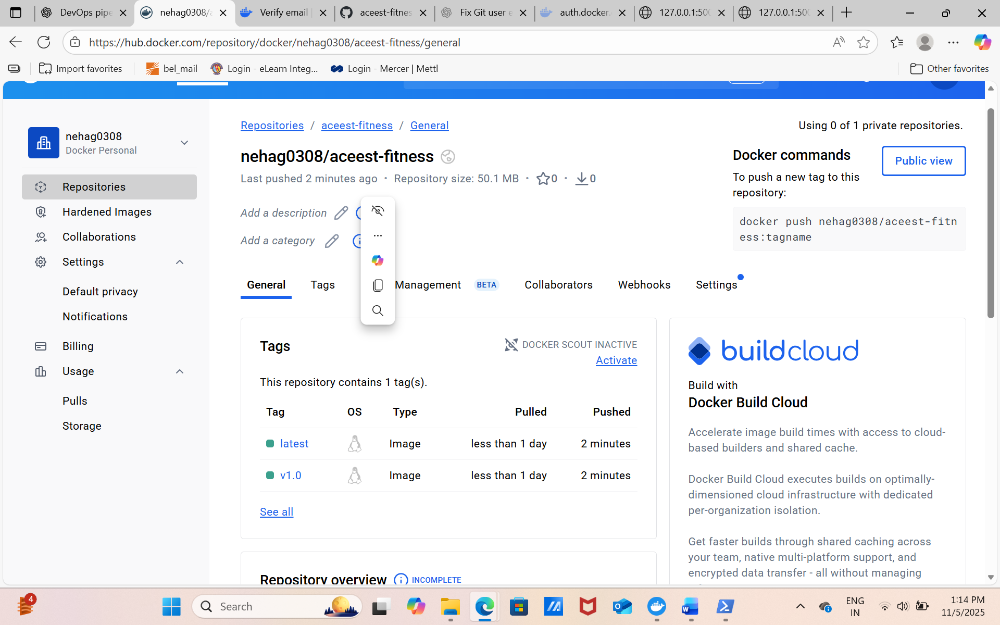 DevOps pipe
nehag0308/a
Verify email
aceest-fitnes
Fix Git user e
auth.docker.
127.0.0.1:500
127.0.0.1:500
https://hub.docker.com/repository/docker/nehag0308/aceest-fitness/general
Import favorites
bel_mail
Login - eLearn Integ...
Login - Mercer | Mettl
Other favorites
nehag0308
Docker Personal
Repositories
Hardened Images
Collaborations
Settings
Default privacy
Notifications
Billing
Usage
Pulls
Storage
Repositories / aceest-fitness / General
Using 0 of 1 private repositories.
nehag0308/aceest-fitness
Last pushed 2 minutes ago • Repository size: 50.1 MB • 0 • 0
Add a description
Add a category
Docker commands
Public view
To push a new tag to this
repository:
docker push nehag0308/aceest-fitn
ess:tagname
General
Tags
Management
BETA
Collaborators
Webhooks
Settings
Tags
DOCKER SCOUT INACTIVE
Activate
This repository contains 1 tag(s).
Tag OS Type Pulled Pushed
latest Image less than 1 day 2 minutes
v1.0 Image less than 1 day 2 minutes
See all
Repository overview
INCOMPLETE
buildcloud
Build with
Docker Build Cloud
Accelerate image build times with access to cloud-
based builders and shared cache.
Docker Build Cloud executes builds on optimally-
dimensioned cloud infrastructure with dedicated
per-organization isolation.
Get faster builds through shared caching across
your team, native multi-platform support, and
encrypted data transfer - all without managing
4
Search
ENG
IN
1:14 PM
11/5/2025